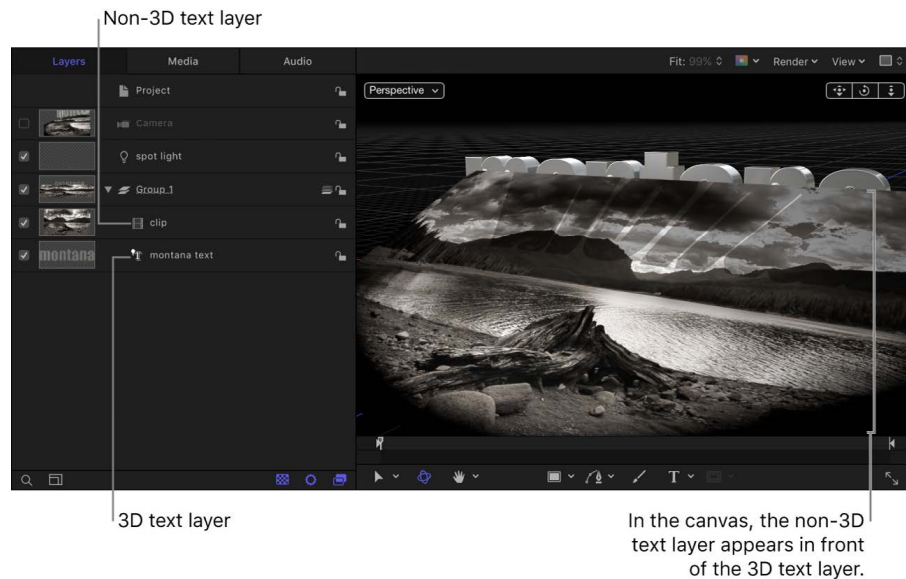 Non-3D text layer
Layers
Media
Audio
Fit: 99%
Render
View
Project
Perspective
Camera
spot light
Group 1
clip
montana
montana text
T
3D text layer
In the canvas, the non-3D
text layer appears in front
of the 3D text layer.